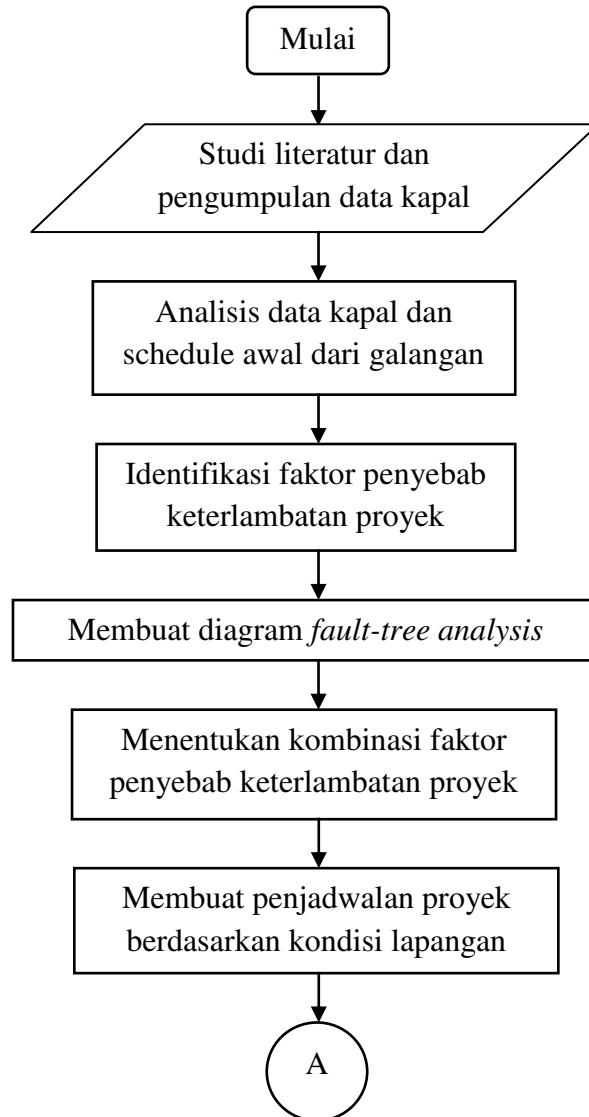 Mulai
Studi literatur dan
pengumpulan data kapal
Analisis data kapal dan
schedule awal dari galangan
Identifikasi faktor penyebab
keterlambatan proyek
Membuat diagram fault-tree analysis
Menentukan kombinasi faktor
penyebab keterlambatan proyek
Membuat penjadwalan proyek
berdasarkan kondisi lapangan
A